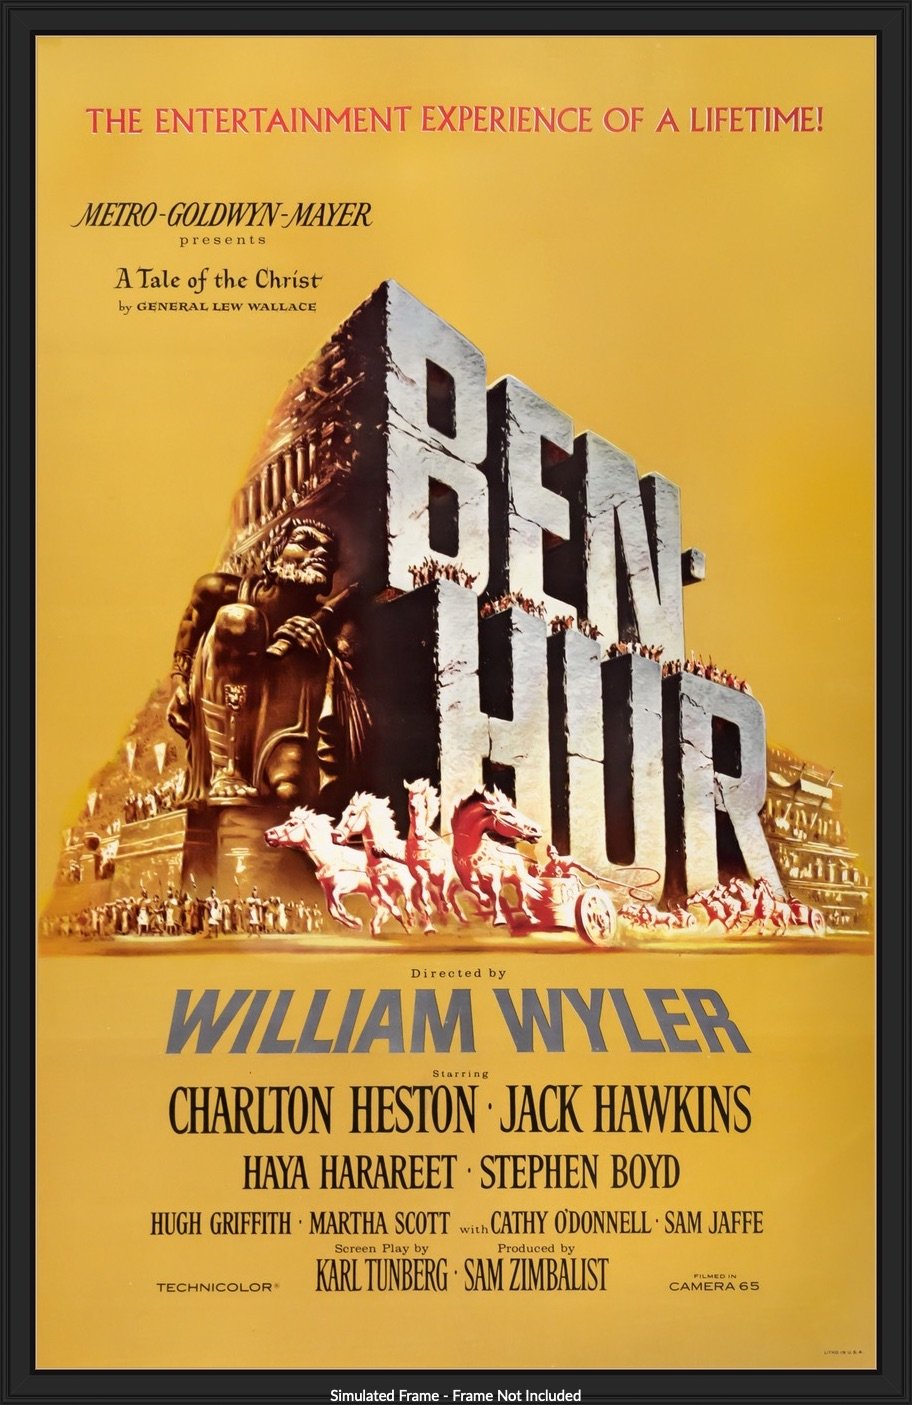 THE ENTERTAINMENT EXPERIENCE OF A LIFETIME!
METRO-GOLDWYN-MAYER
presents
A Tale of the Christ
by GENERAL LEW WALLACE
BEN-
HUR
Directed by
WILLIAM WYLER
Starring
CHARLTON HESTON · JACK HAWKINS
HAYA HARAREET · STEPHEN BOYD
HUGH GRIFFITH · MARTHA SCOTT with CATHY O'DONNELL · SAM JAFFE
Screen Play by Produced by
KARL TUNBERG · SAM ZIMBALIST
TECHNICOLOR®
FILMED IN
CAMERA 65
LITHO IN U.S.A.
Simulated Frame - Frame Not Included